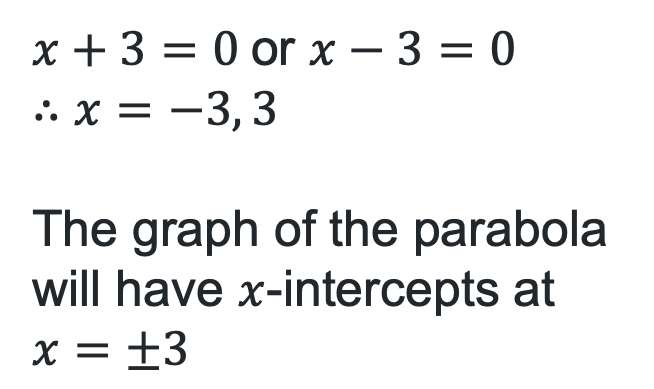 x + 3 = 0 or x − 3 = 0
∴ x = −3, 3
The graph of the parabola
will have x-intercepts at
x = ±3